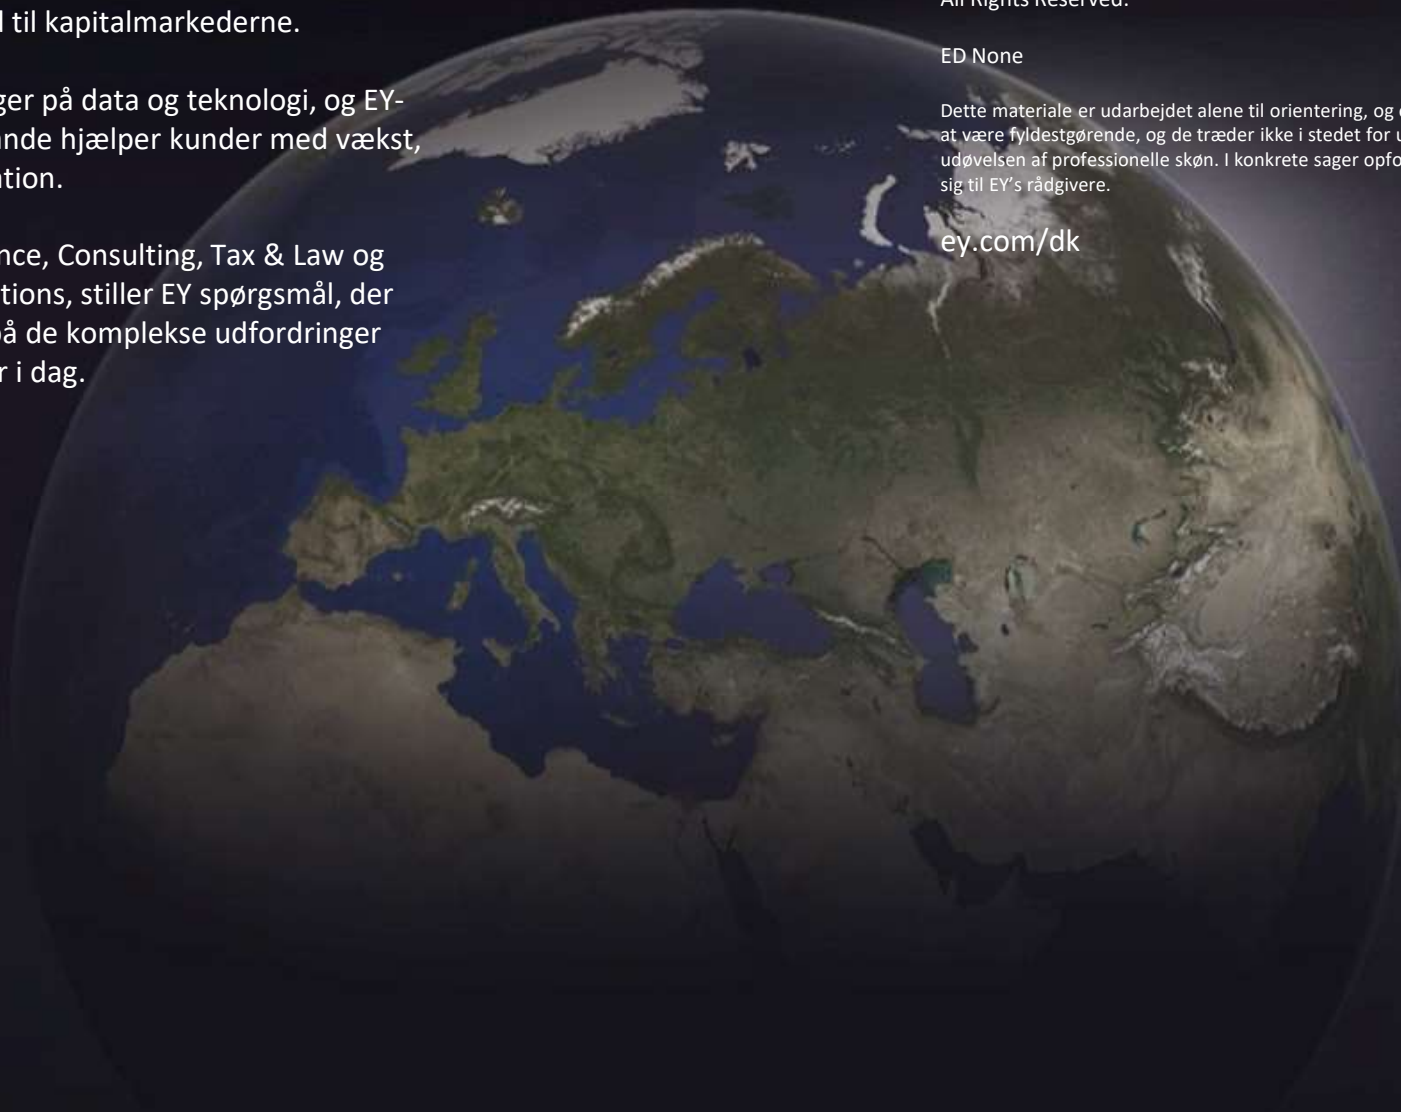 l til kapitalmarkederne.
ger på data og teknologi, og EY-
nde hjælper kunder med vækst,
tion.
nce, Consulting, Tax & Law og
tions, stiller EY spørgsmål, der
på de komplekse udfordringer
r i dag.
All Rights Reserved.
ED None
Dette materiale er udarbejdet alene til orientering, og
at være fyldestgørende, og de træder ikke i stedet for
udøvelsen af professionelle skøn. I konkrete sager
sig til EY's rådgivere.
ey.com/dk